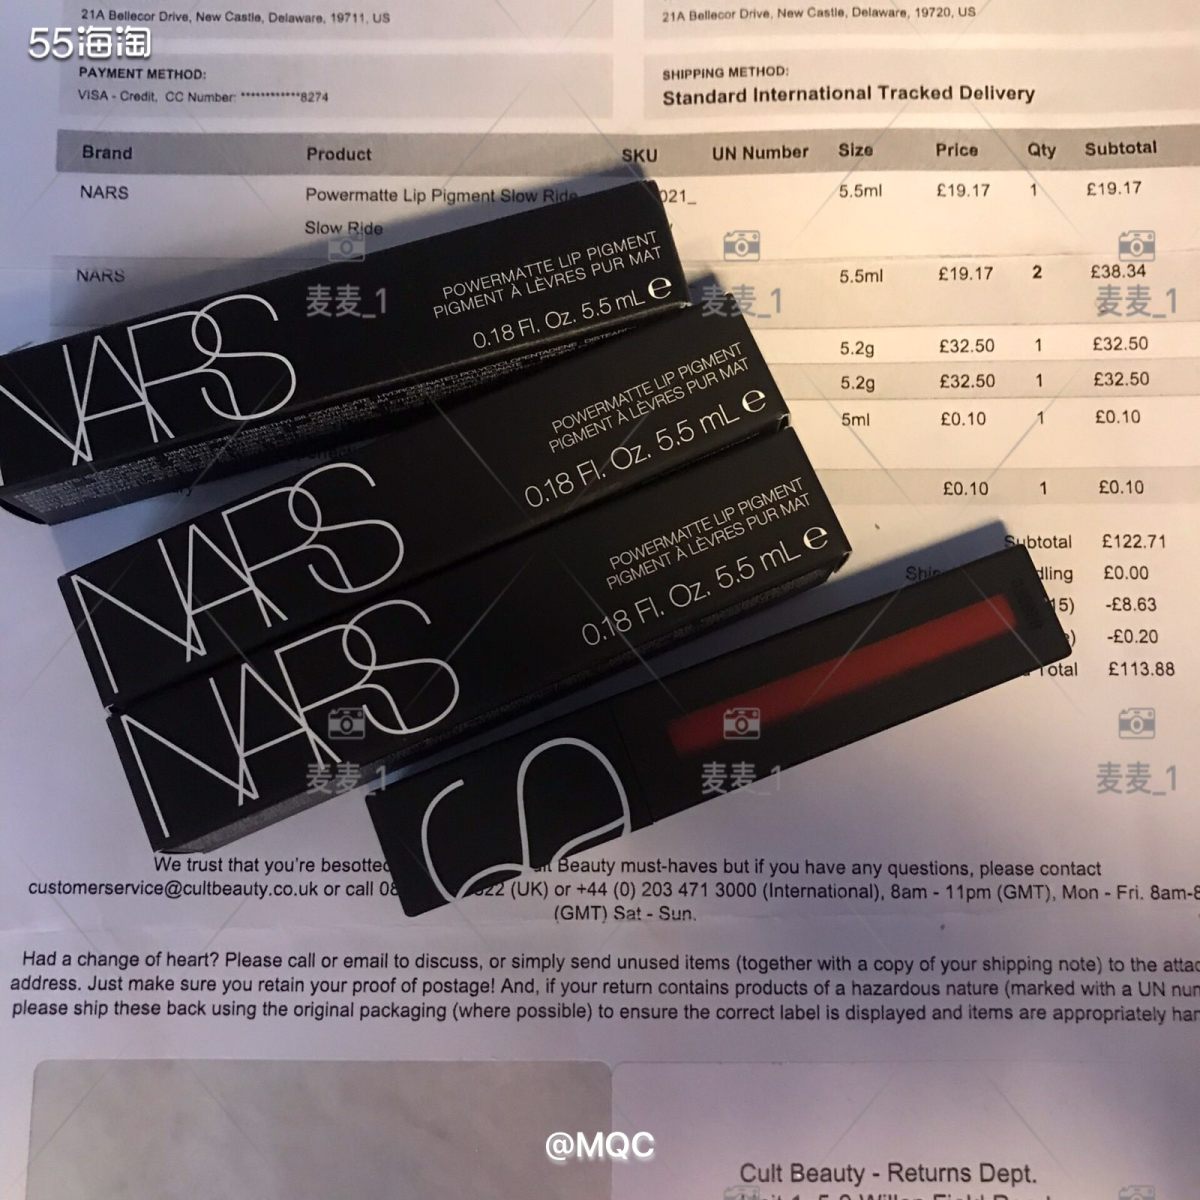 21A Bellecor Drive, New Castle, Delaware, 19711, US
21A Bellecor Drive, New Castle, Delaware, 19720, US
55海淘
PAYMENT METHOD:
VISA - Credit, CC Number: ************8274
SHIPPING METHOD:
Standard International Tracked Delivery
Brand Product SKU UN Number Size Price Qty Subtotal
NARS Powermatte Lip Pigment Slow Ride 021_ 5.5ml £19.17 1 £19.17
Slow Ride
NARS 5.5ml £19.17 2 £38.34
5.2g £32.50 1 £32.50
5.2g £32.50 1 £32.50
5ml £0.10 1 £0.10
£0.10 1 £0.10
Subtotal £122.71
dling £0.00
15) -£8.63
-£0.20
Total £113.88
NARS
POWERMATTE LIP PIGMENT
PIGMENT À LÈVRES PUR MAT
0.18 Fl. Oz. 5.5 mL e
NARS
POWERMATTE LIP PIGMENT
PIGMENT À LÈVRES PUR MAT
0.18 Fl. Oz. 5.5 mL e
NARS
POWERMATTE LIP PIGMENT
PIGMENT À LÈVRES PUR MAT
0.18 Fl. Oz. 5.5 mL e
麦麦_1
麦麦_1
麦麦_1
麦麦_1
麦麦_1
麦麦_1
We trust that you're besotted Beauty must-haves but if you have any questions, please contact
customerservice@cultbeauty.co.uk or call 08 22 (UK) or +44 (0) 203 471 3000 (International), 8am - 11pm (GMT), Mon - Fri. 8am-8
(GMT) Sat - Sun.
Had a change of heart? Please call or email to discuss, or simply send unused items (together with a copy of your shipping note) to the attac
address. Just make sure you retain your proof of postage! And, if your return contains products of a hazardous nature (marked with a UN num
please ship these back using the original packaging (where possible) to ensure the correct label is displayed and items are appropriately han
@MQC
Cult Beauty - Returns Dept.